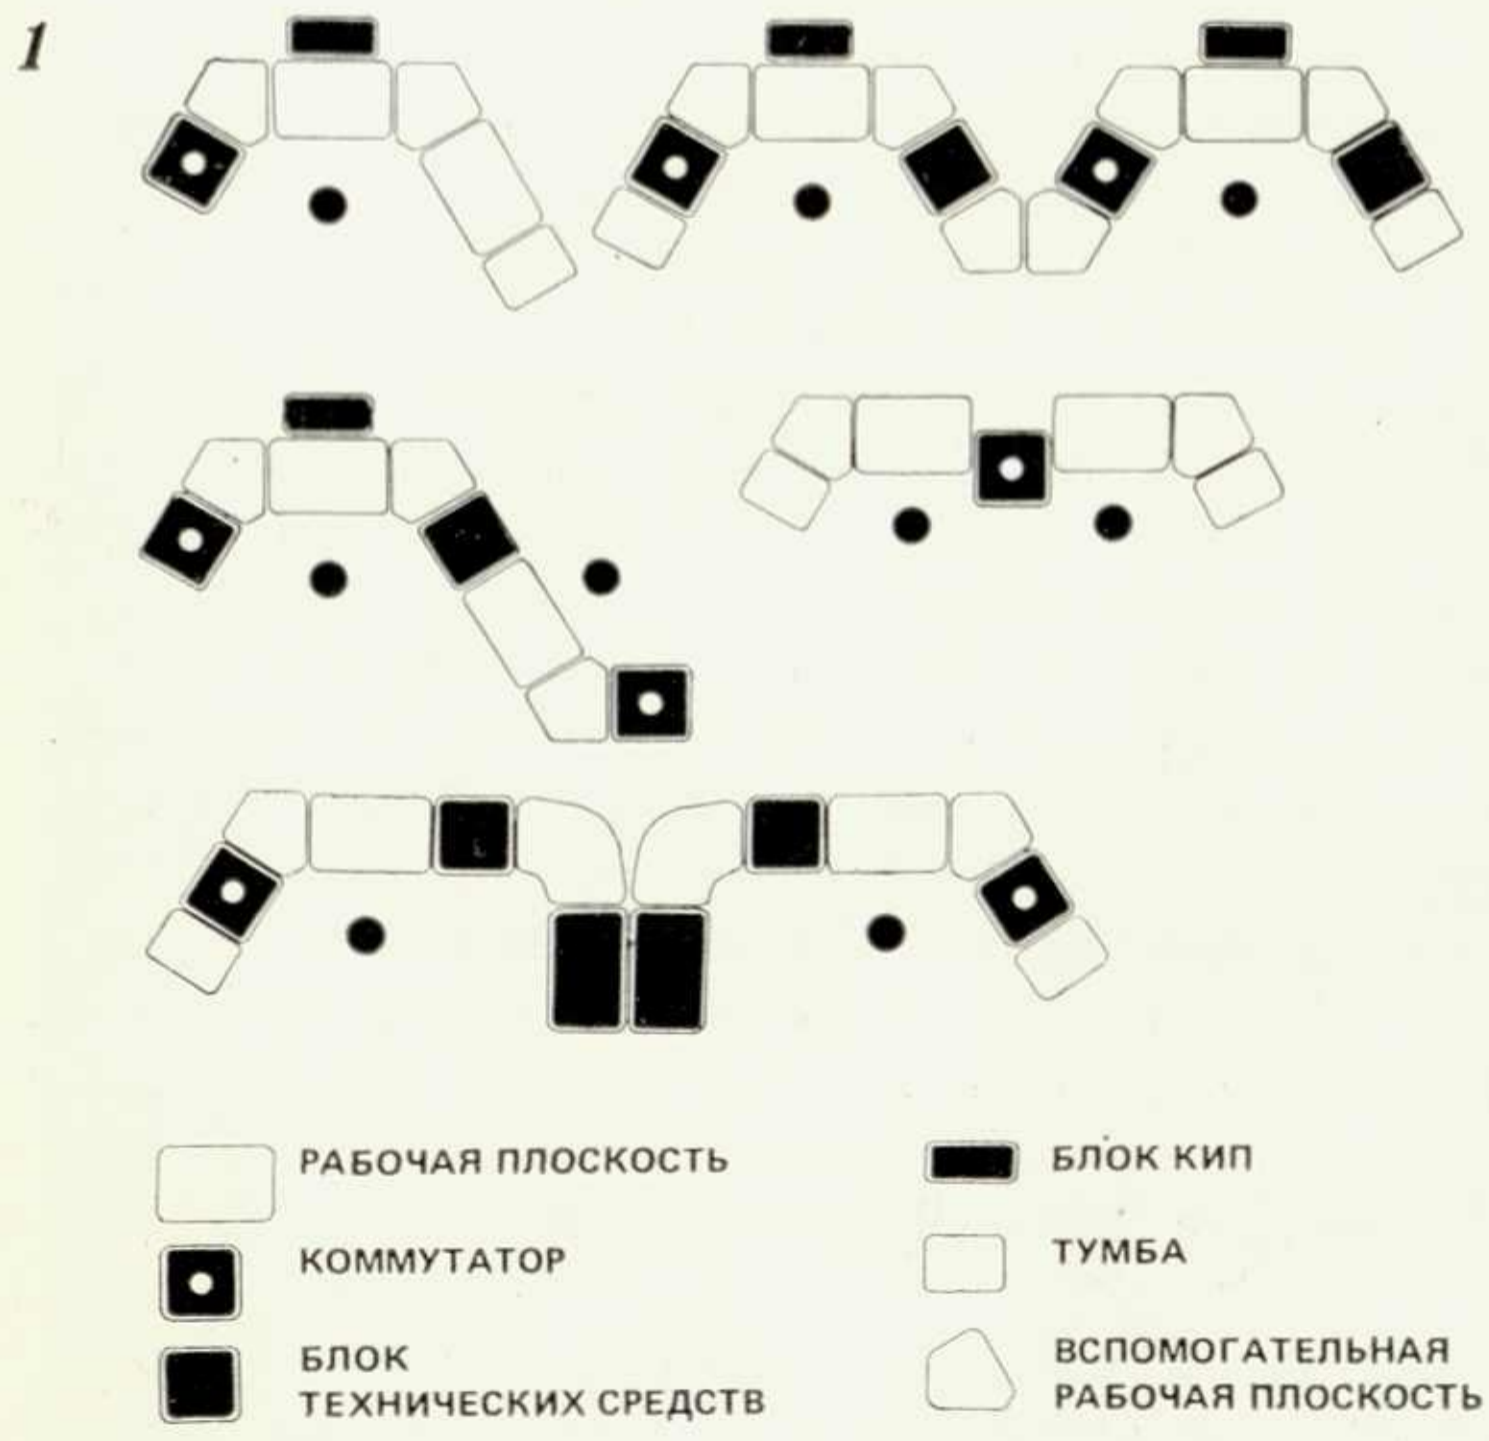 1
РАБОЧАЯ ПЛОСКОСТЬ
КОММУТАТОР
БЛОК
ТЕХНИЧЕСКИХ СРЕДСТВ
БЛОК КИП
ТУМБА
ВСПОМОГАТЕЛЬНАЯ
РАБОЧАЯ ПЛОСКОСТЬ